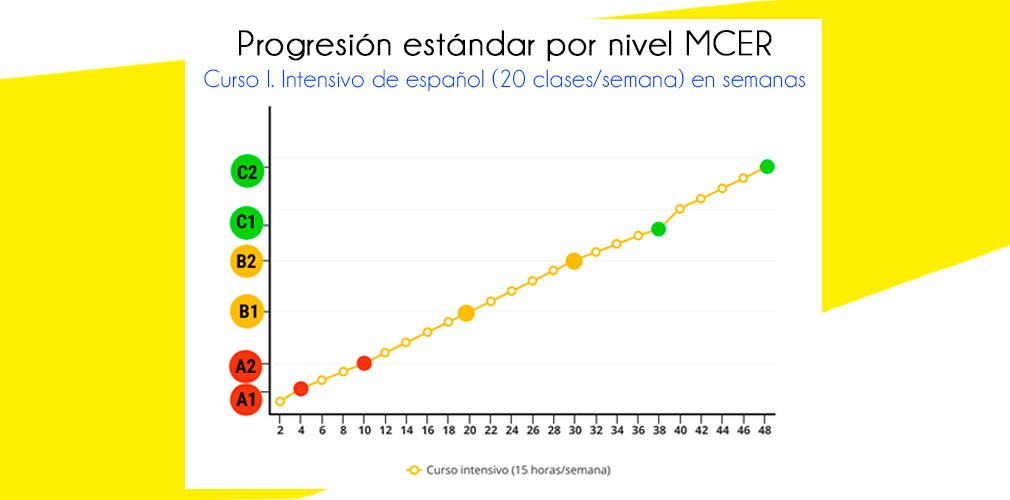 Progresión estándar por nivel MCER
Curso I. Intensivo de español (20 clases/semana) en semanas
C2
C1
B2
B1
A2
A1
2 4 6 8 10 12 14 16 18 20 22 24 26 28 30 32 34 36 38 40 42 44 46 48
Curso intensivo (15 horas/semana)